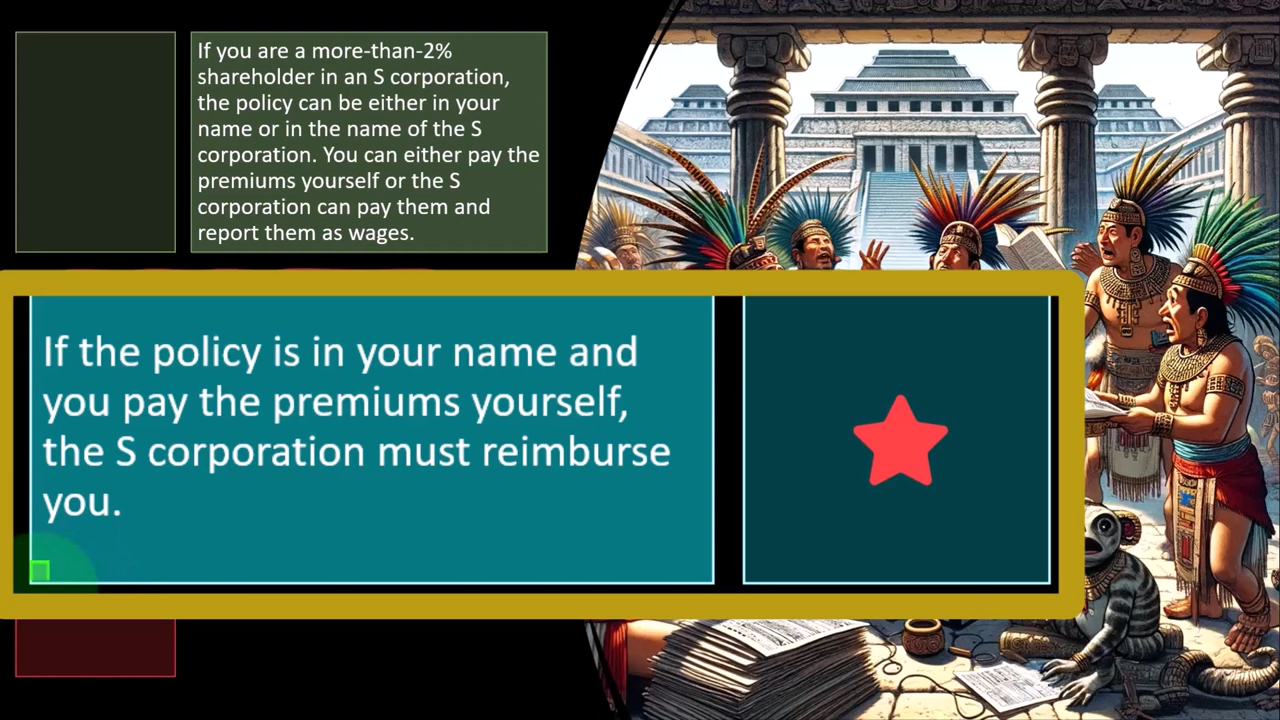 If you are a more-than-2%
shareholder in an S corporation,
the policy can be either in your
name or in the name of the S
corporation. You can either pay the
premiums yourself or the S
corporation can pay them and
report them as wages.
If the policy is in your name and
you pay the premiums yourself,
the S corporation must reimburse
you.